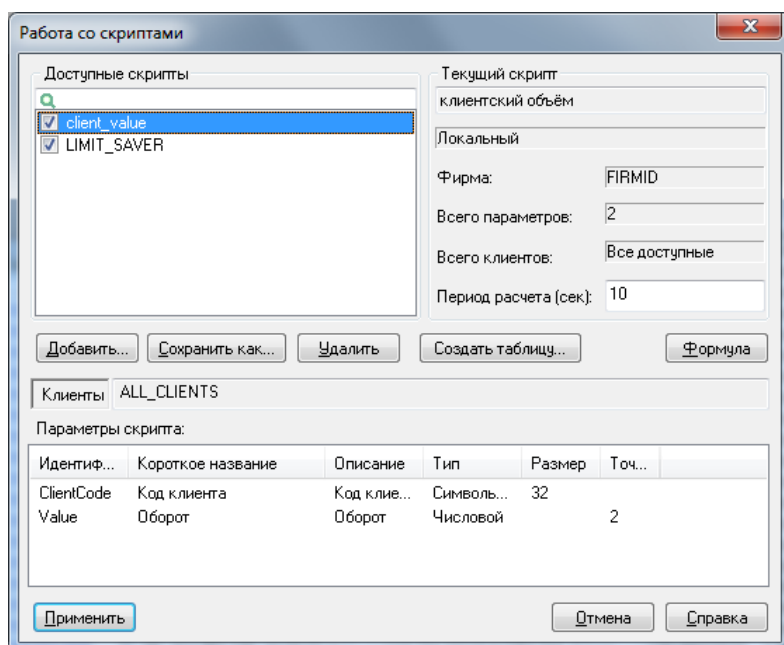 Работа со скриптами
Доступные скрипты
client_value
LIMIT_SAVER
Текущий скрипт
клиентский объём
Локальный
Фирма: FIRMID
Всего параметров: 2
Всего клиентов: Все доступные
Период расчета (сек): 10
Добавить... Сохранить как... Удалить Создать таблицу... Формула
Клиенты ALL_CLIENTS
Параметры скрипта:
Идентиф... Короткое название Описание Тип Размер Точ...
ClientCode Код клиента Код клие... Символь... 32
Value Оборот Оборот Числовой 2
Применить Отмена Справка